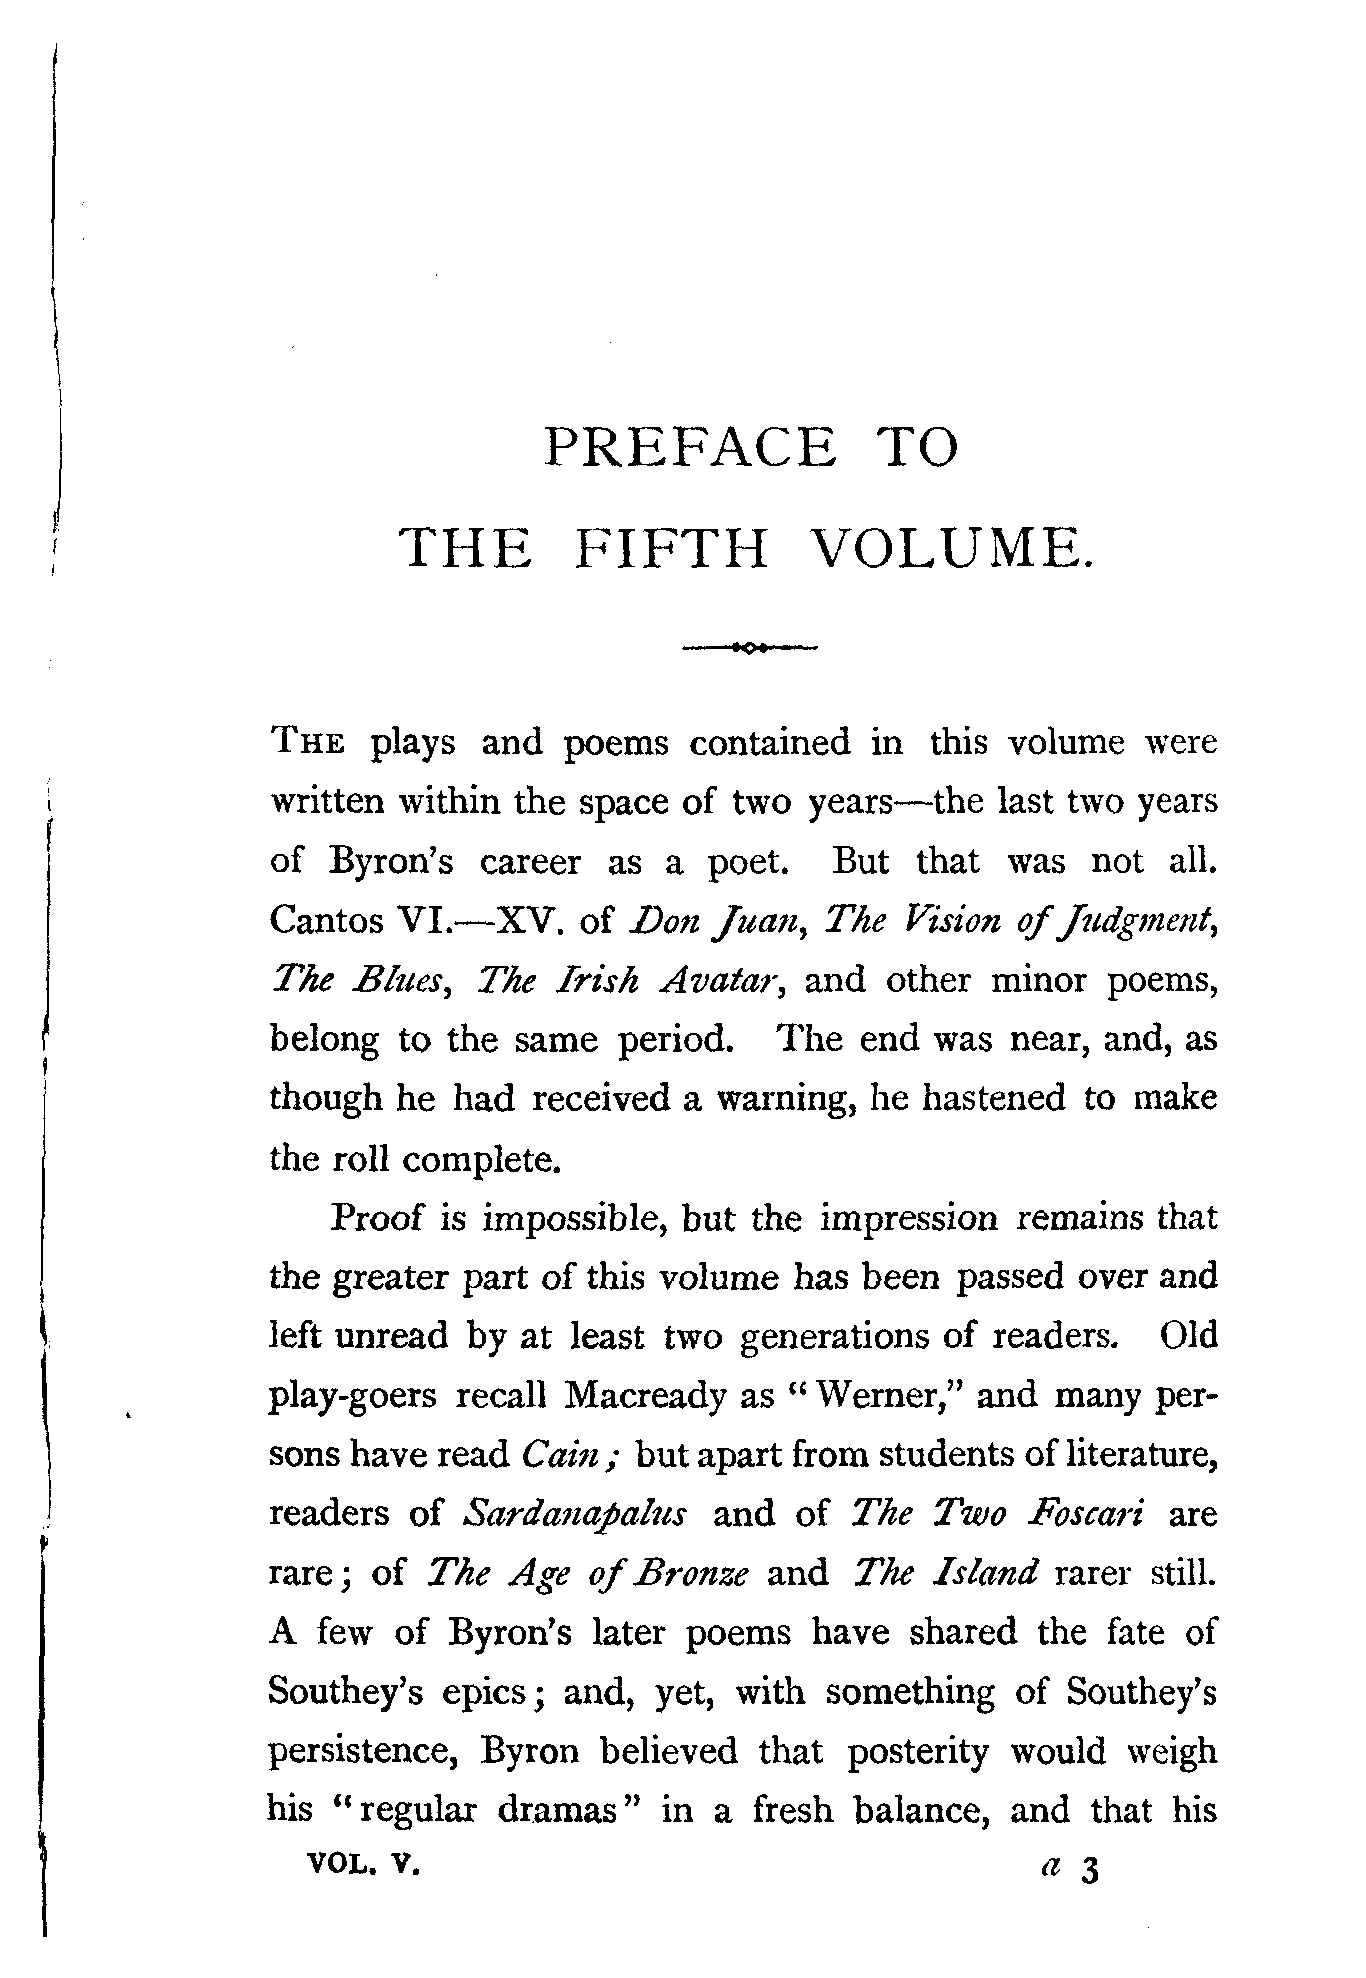 PREFACE TO
THE FIFTH VOLUME.
THE plays and poems contained in this volume were
written within the space of two years—the last two years
of Byron's career as a poet. But that was not all.
Cantos VI.—XV. of Don Juan, The Vision of Judgment,
The Blues, The Irish Avatar, and other minor poems,
belong to the same period. The end was near, and, as
though he had received a warning, he hastened to make
the roll complete.
Proof is impossible, but the impression remains that
the greater part of this volume has been passed over and
left unread by at least two generations of readers. Old
play-goers recall Macready as "Werner," and many per-
sons have read Cain; but apart from students of literature,
readers of Sardanapalus and of The Two Foscari are
rare; of The Age of Bronze and The Island rarer still.
A few of Byron's later poems have shared the fate of
Southey's epics; and, yet, with something of Southey's
persistence, Byron believed that posterity would weigh
his "regular dramas" in a fresh balance, and that his
VOL. V. a 3